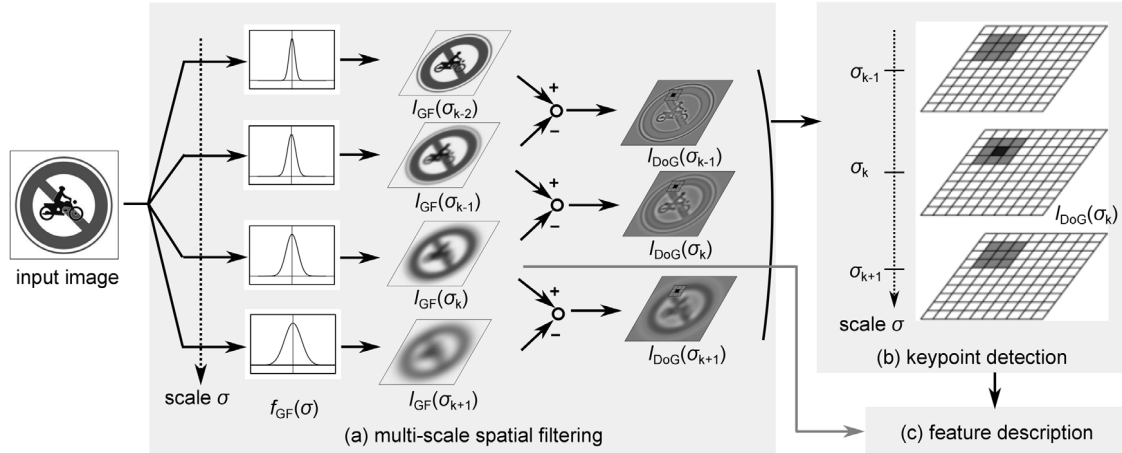 input image
scale σ
f_GF(σ)
I_GF(σ_k-2)
I_GF(σ_k-1)
I_GF(σ_k)
I_GF(σ_k+1)
+
−
+
−
+
−
I_DoG(σ_k-1)
I_DoG(σ_k)
I_DoG(σ_k+1)
(a) multi-scale spatial filtering
σ_k-1
σ_k
σ_k+1
I_DoG(σ_k)
scale σ
(b) keypoint detection
(c) feature description